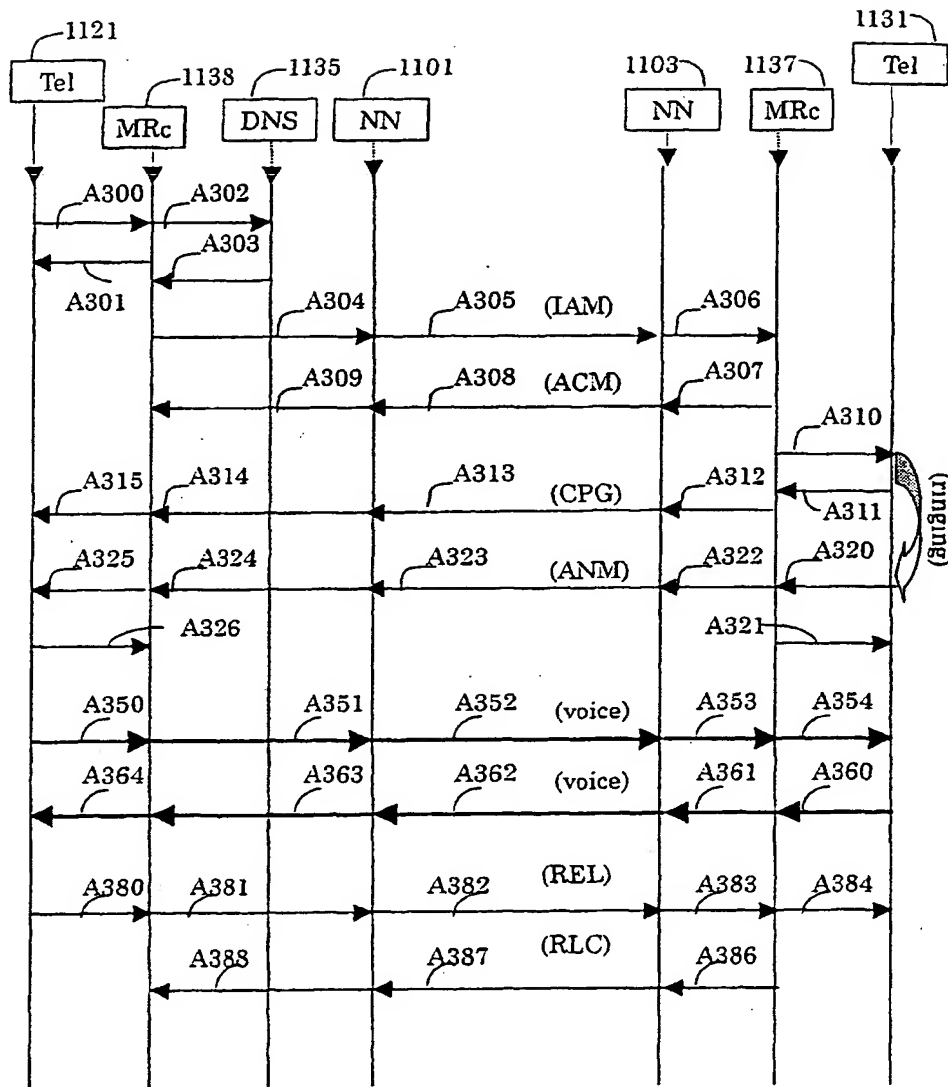 1121 1131
Tel 1138 1135 1101 1103 1137 Tel
MRc DNS NN NN MRc
A300 A302
A303
A301 A304 A305 (IAM) A306
A309 A308 (ACM) A307
A310
A315 A314 A313 (CPG) A312 A311 (ringing)
A325 A324 A323 (ANM) A322 A320
A326 A321
A350 A351 A352 (voice) A353 A354
A364 A363 A362 (voice) A361 A360
A380 A381 A382 (REL) A383 A384
A388 A387 (RLC) A386